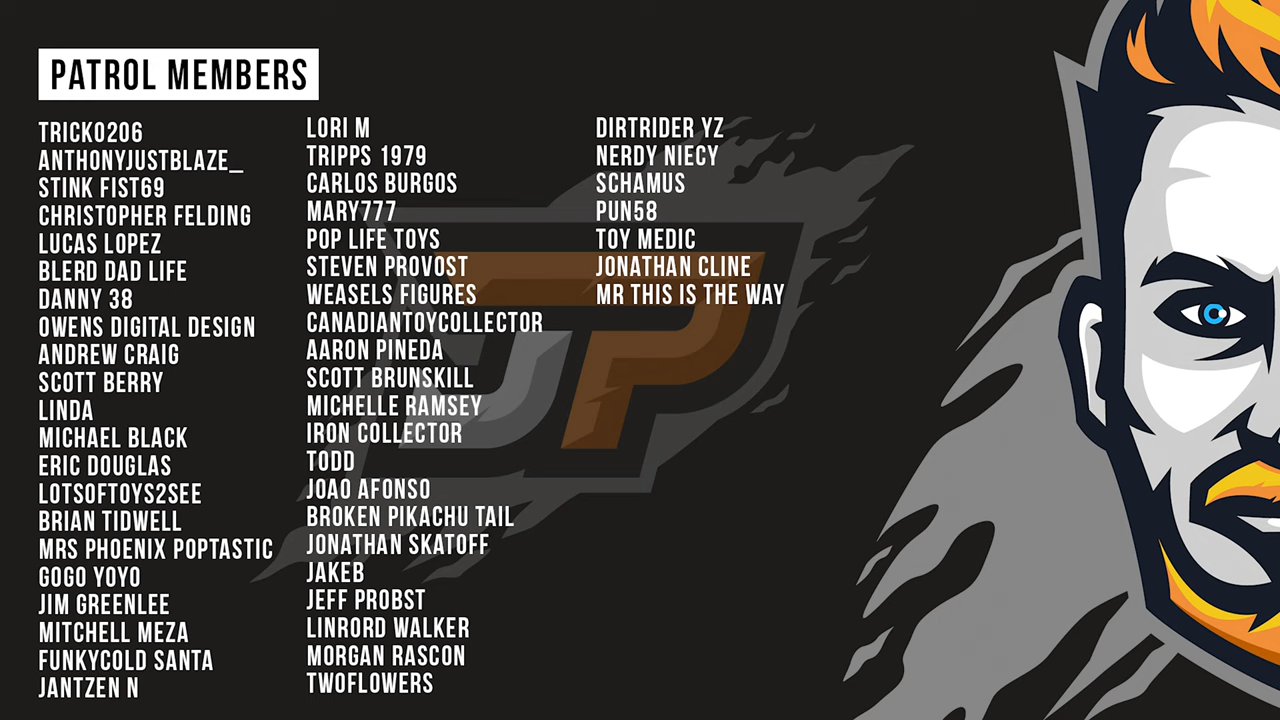 PATROL MEMBERS
TRICKO206
ANTHONYJUSTBLAZE_
STINK FIST69
CHRISTOPHER FELDING
LUCAS LOPEZ
BLERD DAD LIFE
DANNY 38
OWENS DIGITAL DESIGN
ANDREW CRAIG
SCOTT BERRY
LINDA
MICHAEL BLACK
ERIC DOUGLAS
LOTSOFTOYS2SEE
BRIAN TIDWELL
MRS PHOENIX POPTASTIC
GOGO YOYO
JIM GREENLEE
MITCHELL MEZA
FUNKYCOLD SANTA
JANTZEN N
LORI M
TRIPPS 1979
CARLOS BURGOS
MARY777
POP LIFE TOYS
STEVEN PROVOST
WEASELS FIGURES
CANADIANTOYCOLLECTOR
AARON PINEDA
SCOTT BRUNSKILL
MICHELLE RAMSEY
IRON COLLECTOR
TODD
JOAO AFONSO
BROKEN PIKACHU TAIL
JONATHAN SKATOFF
JAKEB
JEFF PROBST
LINRORD WALKER
MORGAN RASCON
TWOFLOWERS
DIRTRIDER YZ
NERDY NIECY
SCHAMUS
PUN58
TOY MEDIC
JONATHAN CLINE
MR THIS IS THE WAY
JP